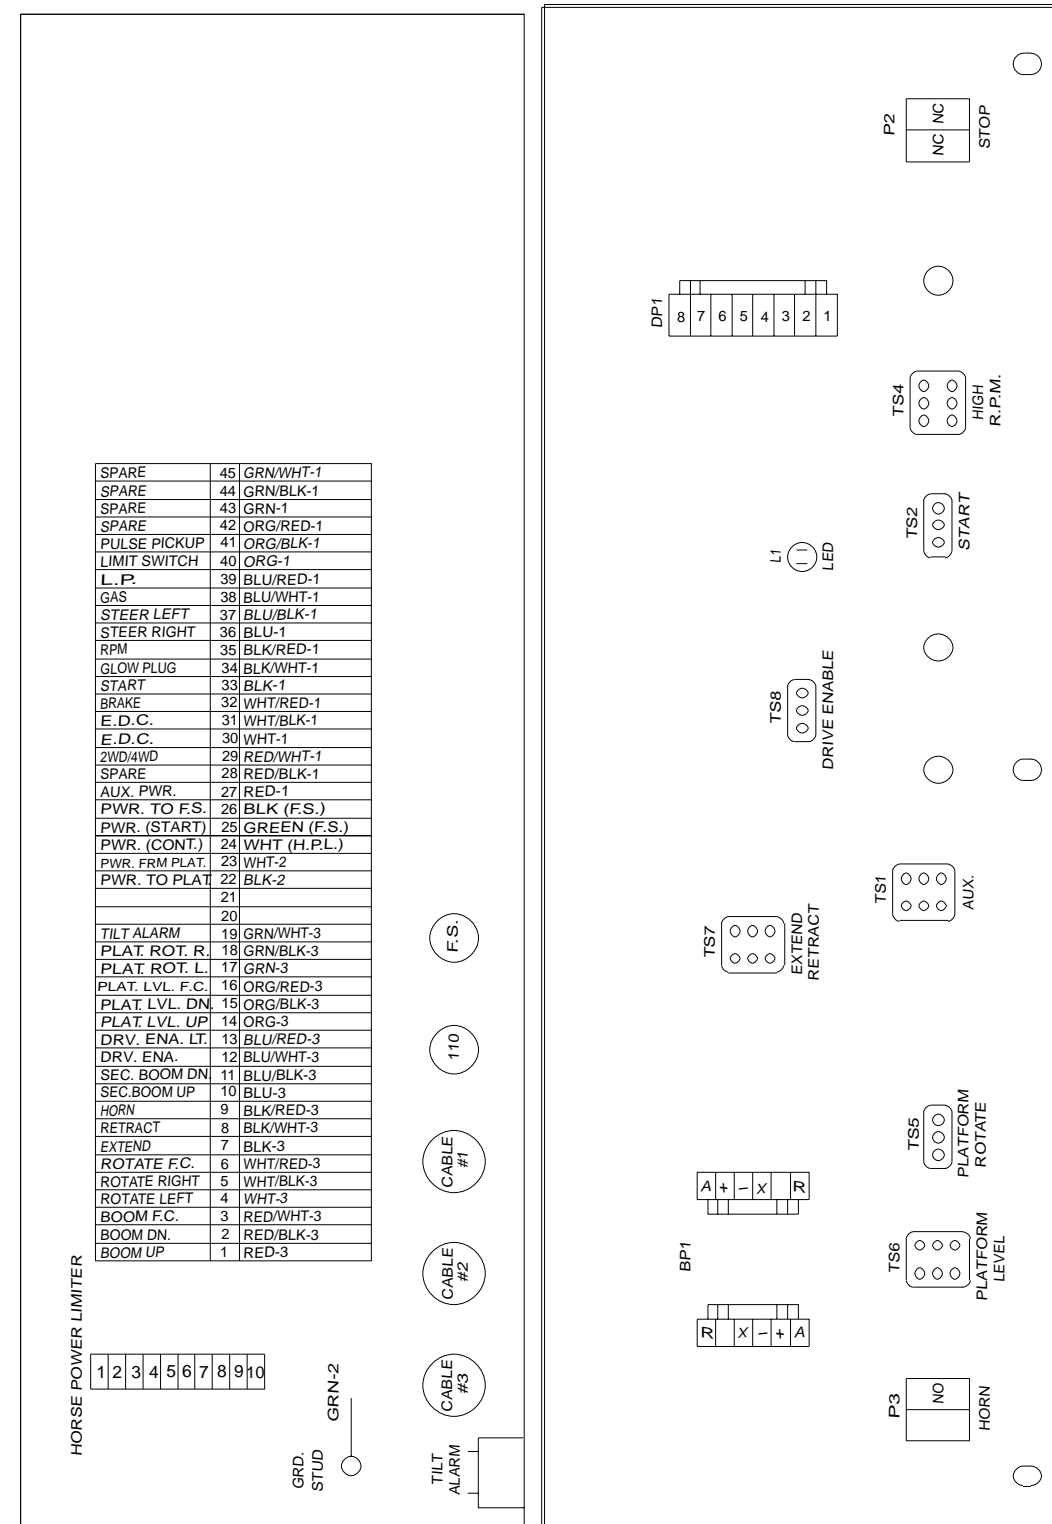 SPARE 45 GRN/WHT-1
SPARE 44 GRN/BLK-1
SPARE 43 GRN-1
SPARE 42 ORG/RED-1
PULSE PICKUP 41 ORG/BLK-1
LIMIT SWITCH 40 ORG-1
L.P. 39 BLU/RED-1
GAS 38 BLU/WHT-1
STEER LEFT 37 BLU/BLK-1
STEER RIGHT 36 BLU-1
RPM 35 BLK/RED-1
GLOW PLUG 34 BLK/WHT-1
START 33 BLK-1
BRAKE 32 WHT/RED-1
E.D.C. 31 WHT/BLK-1
E.D.C. 30 WHT-1
2WD/4WD 29 RED/WHT-1
SPARE 28 RED/BLK-1
AUX. PWR. 27 RED-1
PWR. TO F.S. 26 BLK (F.S.)
PWR. (START) 25 GREEN (F.S.)
PWR. (CONT.) 24 WHT (H.P.L.)
PWR. FRM PLAT. 23 WHT-2
PWR. TO PLAT 22 BLK-2
21
20
TILT ALARM 19 GRN/WHT-3
PLAT. ROT. R. 18 GRN/BLK-3
PLAT. ROT. L. 17 GRN-3
PLAT. LVL. F.C. 16 ORG/RED-3
PLAT. LVL. DN. 15 ORG/BLK-3
PLAT. LVL. UP 14 ORG-3
DRV. ENA. LT. 13 BLU/RED-3
DRV. ENA. 12 BLU/WHT-3
SEC. BOOM DN. 11 BLU/BLK-3
SEC.BOOM UP 10 BLU-3
HORN 9 BLK/RED-3
RETRACT 8 BLK/WHT-3
EXTEND 7 BLK-3
ROTATE F.C. 6 WHT/RED-3
ROTATE RIGHT 5 WHT/BLK-3
ROTATE LEFT 4 WHT-3
BOOM F.C. 3 RED/WHT-3
BOOM DN. 2 RED/BLK-3
BOOM UP 1 RED-3
HORSE POWER LIMITER
1 2 3 4 5 6 7 8 9 10
GRN-2
GRD.
STUD
F.S.
110
CABLE
#1
CABLE
#2
CABLE
#3
TILT
ALARM
P2
NC NC
STOP
DP1
8 7 6 5 4 3 2 1
TS4
HIGH
R.P.M.
TS2
START
L1
LED
TS8
DRIVE ENABLE
TS1
AUX.
TS7
EXTEND
RETRACT
TS5
PLATFORM
ROTATE
A + - X R
BP1
R X - + A
TS6
PLATFORM
LEVEL
P3
NO
HORN